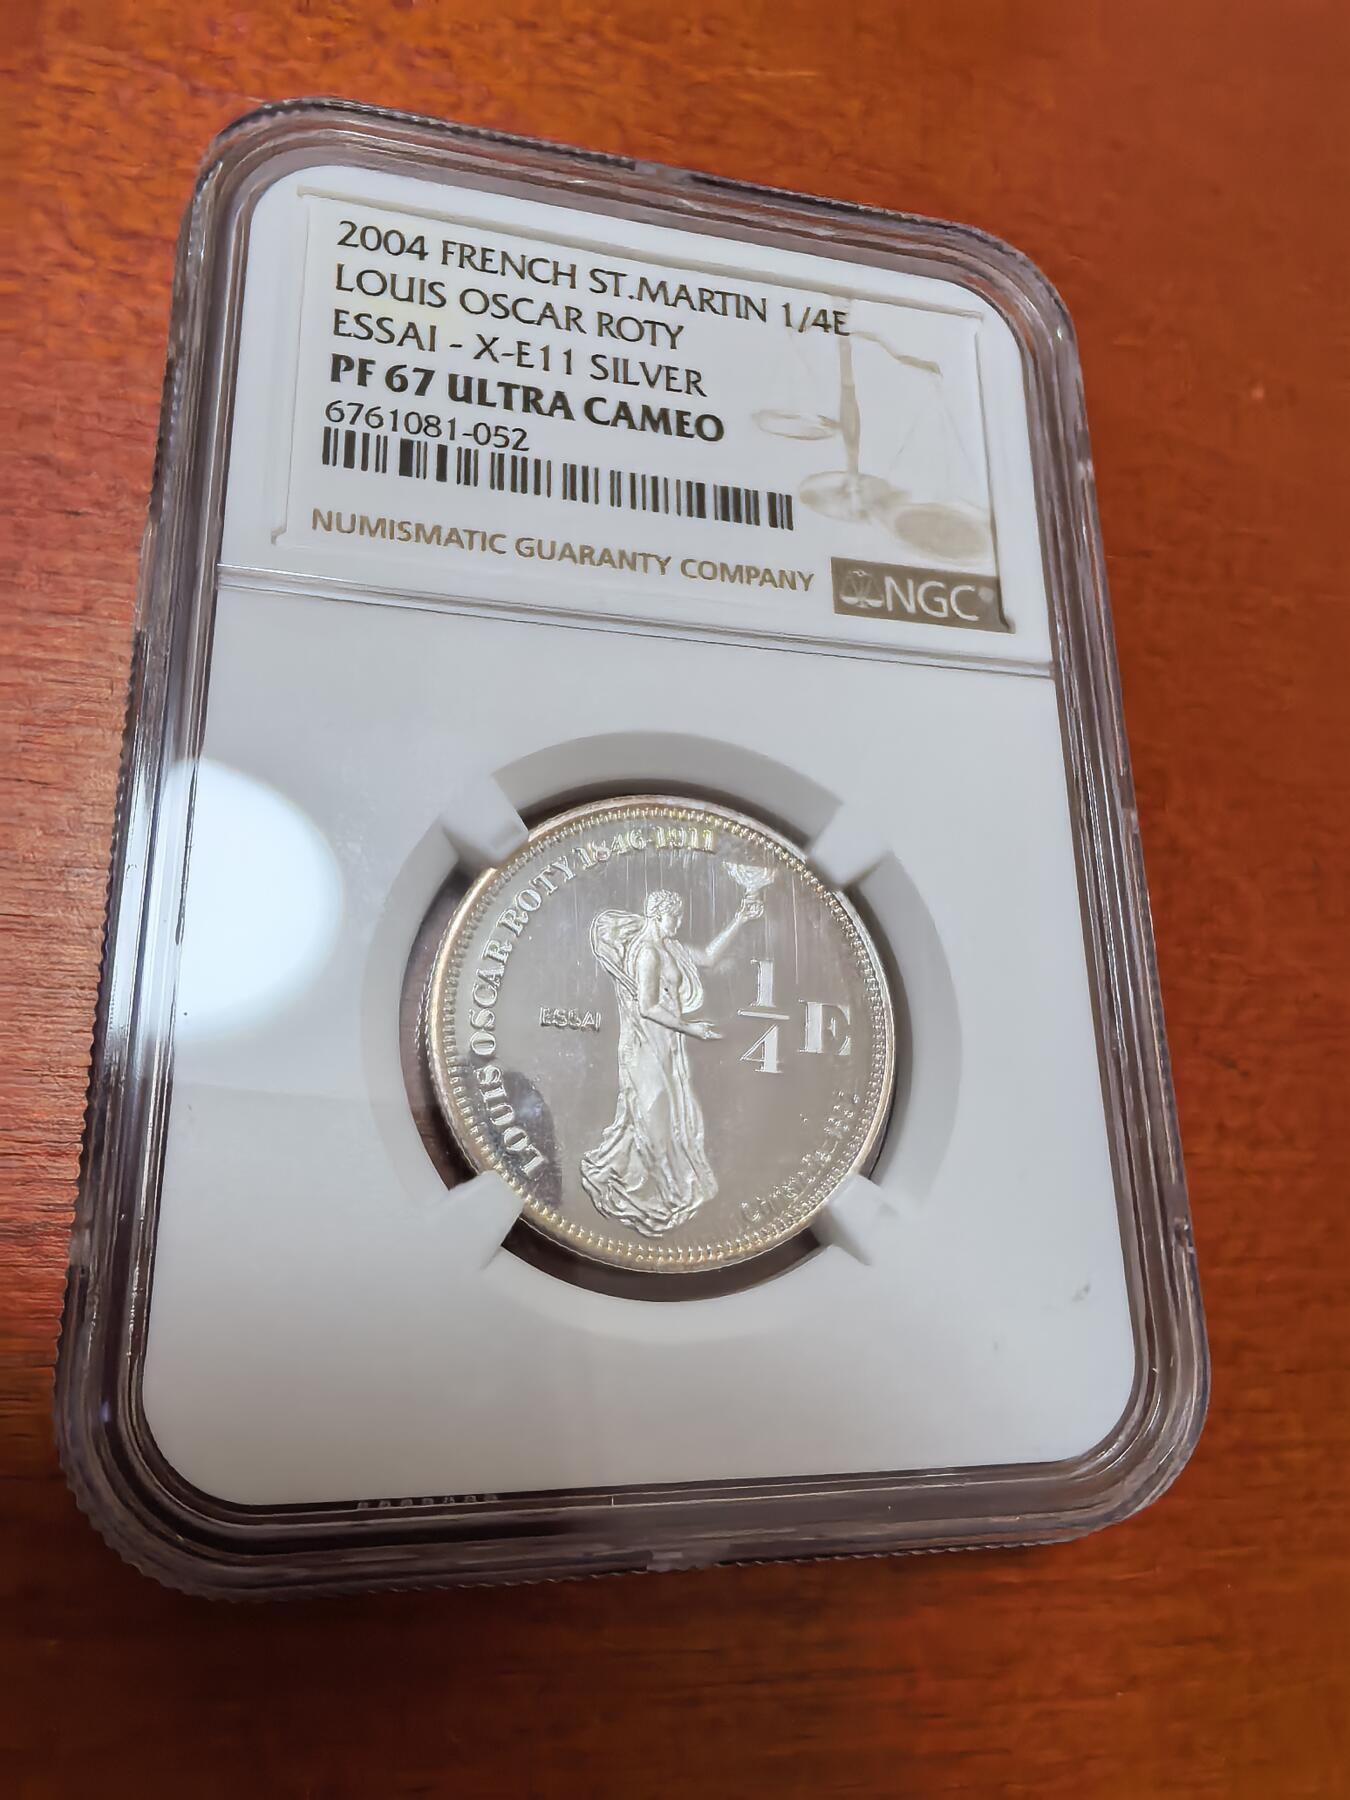 2004 FRENCH ST.MARTIN 1/4E
LOUIS OSCAR ROTY
ESSAI - X-E11 SILVER
PF 67 ULTRA CAMEO
6761081-052
NUMISMATIC GUARANTY COMPANY
NGC
LOUIS OSCAR ROTY 1846-1911
ESSAI
1/4 E